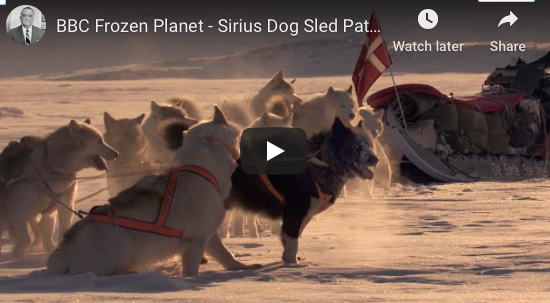 BBC Frozen Planet - Sirius Dog Sled Pat...
Watch later
Share